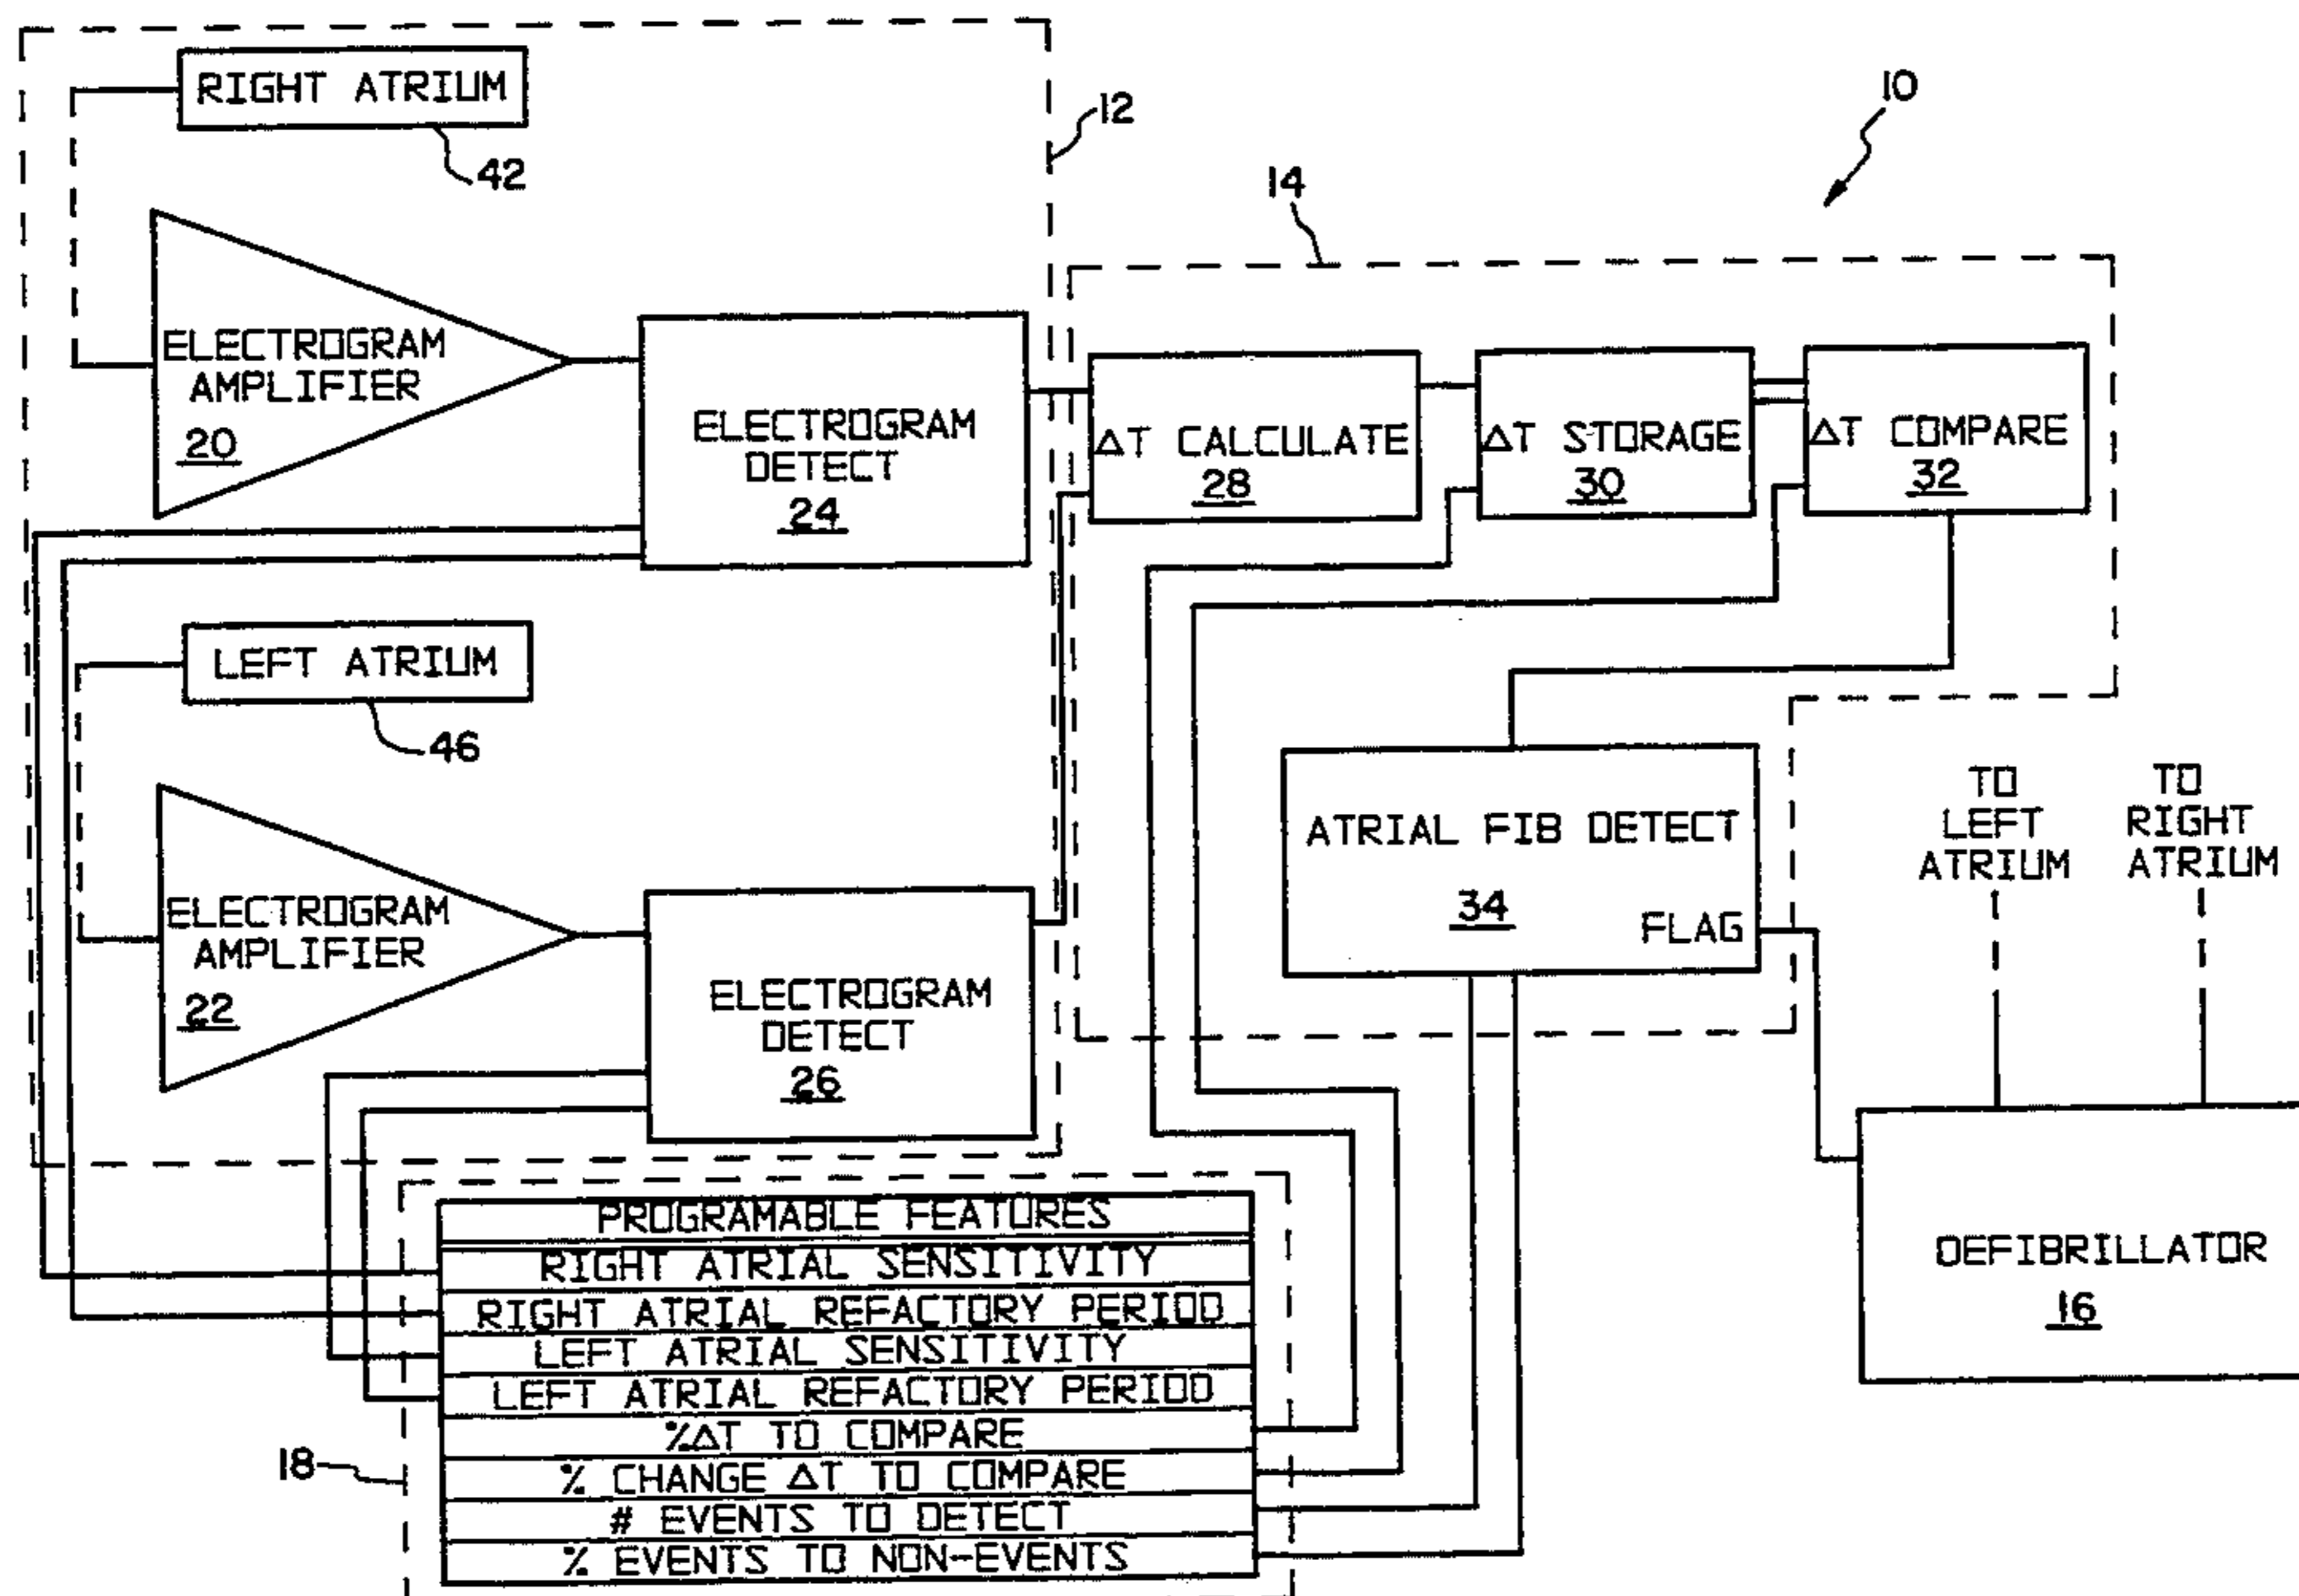 RIGHT ATRIUM
42
12
10
14
ELECTROGRAM
AMPLIFIER
20
ELECTROGRAM
DETECT
24
ΔT CALCULATE
28
ΔT STORAGE
30
ΔT COMPARE
32
LEFT ATRIUM
46
ELECTROGRAM
AMPLIFIER
22
ELECTROGRAM
DETECT
26
ATRIAL FIB DETECT
34
FLAG
TO
LEFT
ATRIUM
TO
RIGHT
ATRIUM
DEFIBRILLATOR
16
18
PROGRAMABLE FEATURES
RIGHT ATRIAL SENSITIVITY
RIGHT ATRIAL REFACTORY PERIOD
LEFT ATRIAL SENSITIVITY
LEFT ATRIAL REFACTORY PERIOD
%ΔT TO COMPARE
% CHANGE ΔT TO COMPARE
# EVENTS TO DETECT
% EVENTS TO NON-EVENTS